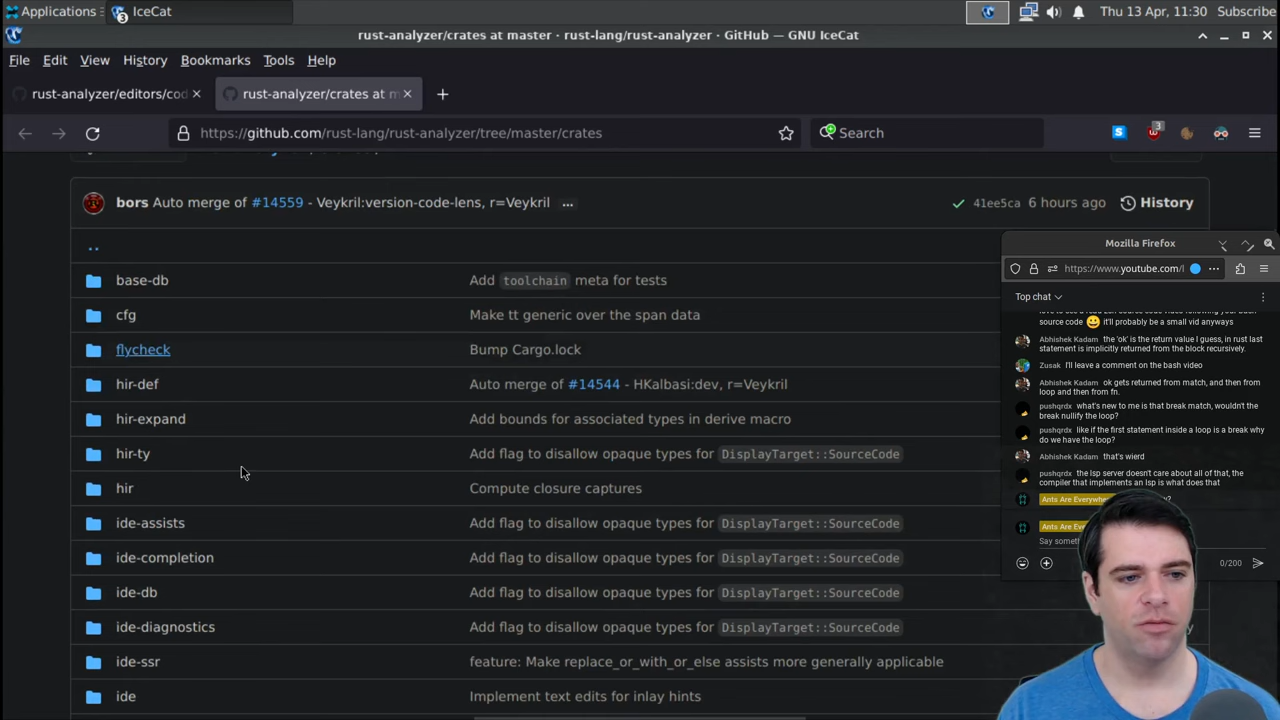 Applications
3
IceCat
Thu 13 Apr, 11:30
Subscribe
rust-analyzer/crates at master · rust-lang/rust-analyzer · GitHub — GNU IceCat
File Edit View History Bookmarks Tools Help
rust-analyzer/editors/cod
rust-analyzer/crates at m
https://github.com/rust-lang/rust-analyzer/tree/master/crates
Search
3
bors Auto merge of #14559 - Veykril:version-code-lens, r=Veykril ...
41ee5ca 6 hours ago History
..
base-db Add toolchain meta for tests
cfg Make tt generic over the span data
flycheck Bump Cargo.lock
hir-def Auto merge of #14544 - HKalbasi:dev, r=Veykril
hir-expand Add bounds for associated types in derive macro
hir-ty Add flag to disallow opaque types for DisplayTarget::SourceCode
hir Compute closure captures
ide-assists Add flag to disallow opaque types for DisplayTarget::SourceCode
ide-completion Add flag to disallow opaque types for DisplayTarget::SourceCode
ide-db Add flag to disallow opaque types for DisplayTarget::SourceCode
ide-diagnostics Add flag to disallow opaque types for DisplayTarget::SourceCode
ide-ssr feature: Make replace_or_with_or_else assists more generally applicable
ide Implement text edits for inlay hints
Mozilla Firefox
https://www.youtube.com/l
Top chat
source code 😀 it'll probably be a small vid anyways
Abhishek Kadam the 'ok' is the return value I guess, in rust last
statement is implicitly returned from the block recursively.
Zusak I'll leave a comment on the bash video
Abhishek Kadam ok gets returned from match, and then from
loop and then from fn.
pushqrdx what's new to me is that break match, wouldn't the
break nullify the loop?
pushqrdx like if the first statement inside a loop is a break why
do we have the loop?
Abhishek Kadam that's wierd
pushqrdx the lsp server doesn't care about all of that, the
compiler that implements an lsp is what does that
Ants Are Everywhe
Ants Are Eve
Say someth
0/200